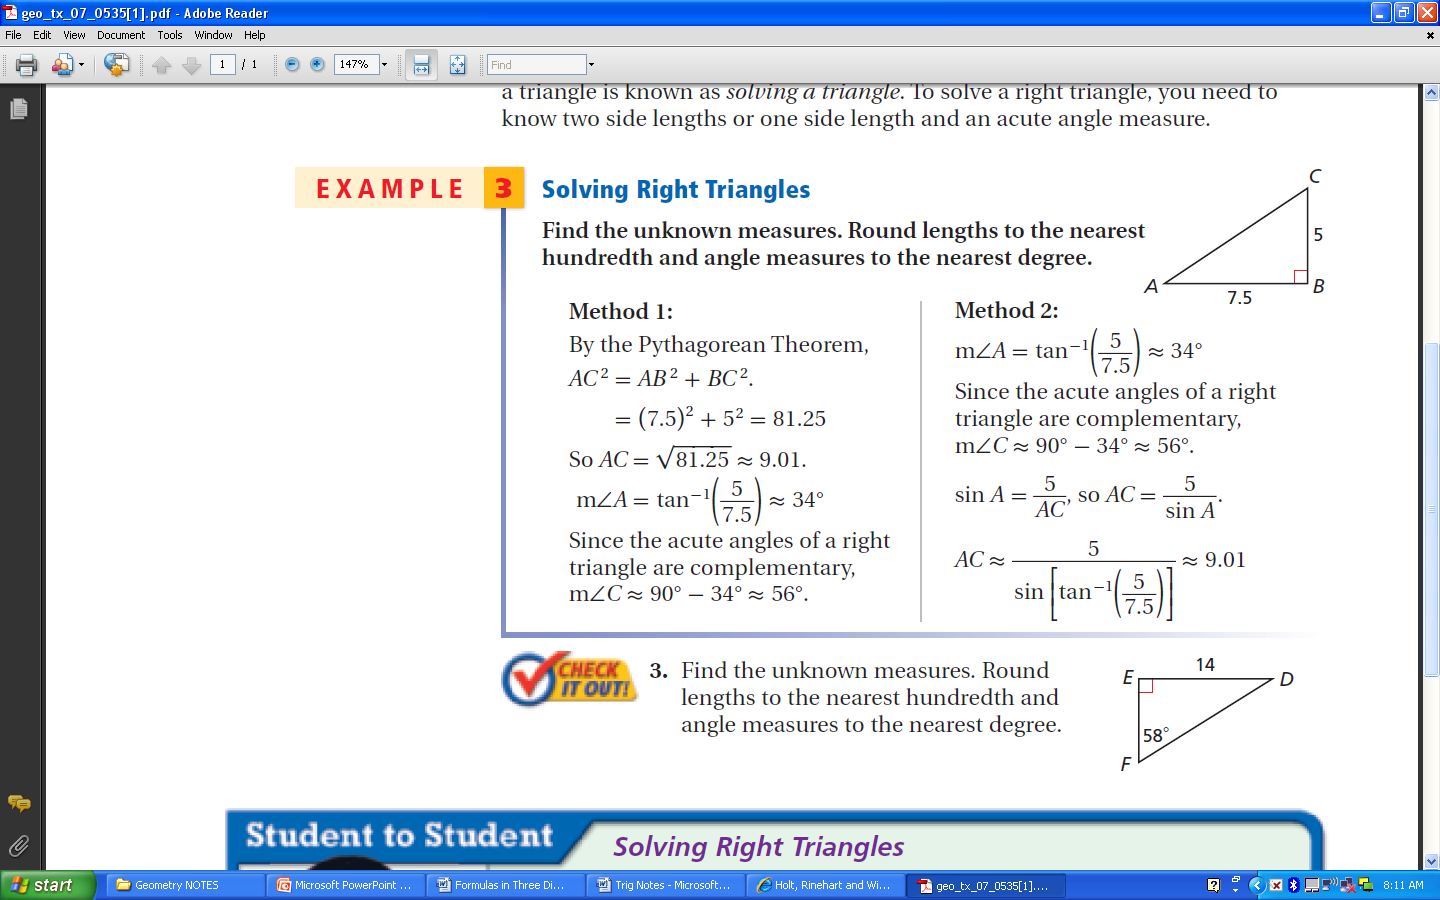 geo_tx_07_0535[1].pdf - Adobe Reader
File Edit View Document Tools Window Help
1 / 1 147% Find
a triangle is known as solving a triangle. To solve a right triangle, you need to
know two side lengths or one side length and an acute angle measure.
EXAMPLE 3 Solving Right Triangles
Find the unknown measures. Round lengths to the nearest
hundredth and angle measures to the nearest degree.
C
5
A
B
7.5
Method 1:
By the Pythagorean Theorem,
AC² = AB² + BC².
= (7.5)² + 5² = 81.25
So AC = √81.25 ≈ 9.01.
m∠A = tan⁻¹(5/7.5) ≈ 34°
Since the acute angles of a right
triangle are complementary,
m∠C ≈ 90° − 34° ≈ 56°.
Method 2:
m∠A = tan⁻¹(5/7.5) ≈ 34°
Since the acute angles of a right
triangle are complementary,
m∠C ≈ 90° − 34° ≈ 56°.
sin A = 5/AC, so AC = 5/sin A.
AC ≈ 5/sin[tan⁻¹(5/7.5)] ≈ 9.01
CHECK
IT OUT!
3. Find the unknown measures. Round
lengths to the nearest hundredth and
angle measures to the nearest degree.
14
E
D
58°
F
Student to Student
Solving Right Triangles
start Geometry NOTES Microsoft PowerPoint ... Formulas in Three Di... Trig Notes - Microsoft... Holt, Rinehart and Wi... geo_tx_07_0535[1].... 8:11 AM